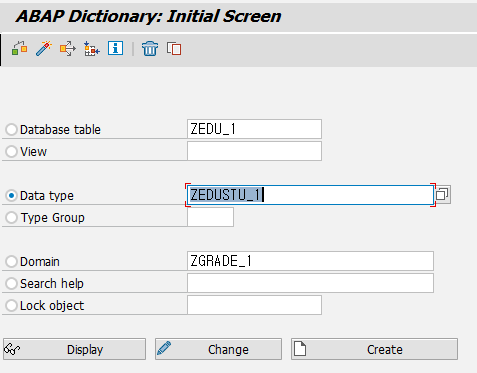 ABAP Dictionary: Initial Screen
Database table ZEDU_1
View
Data type ZEDUSTU_1
Type Group
Domain ZGRADE_1
Search help
Lock object
Display Change Create